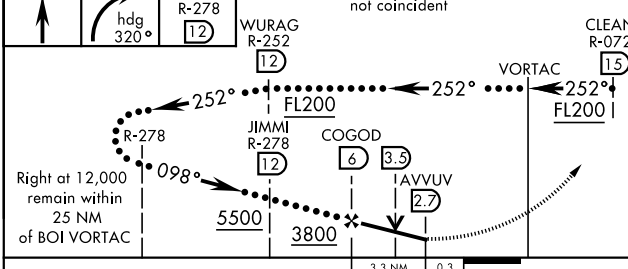 hdg
320°
R-278
12
not coincident
WURAG
R-252
12
CLEAN
R-072
15
VORTAC
252°
FL200
252°
252°
FL200
R-278
098°
JIMMI
R-278
12
COGOD
6
3.5
AVVUV
2.7
Right at 12,000
remain within
25 NM
of BOI VORTAC
5500
3800
3.3 NM
0.3